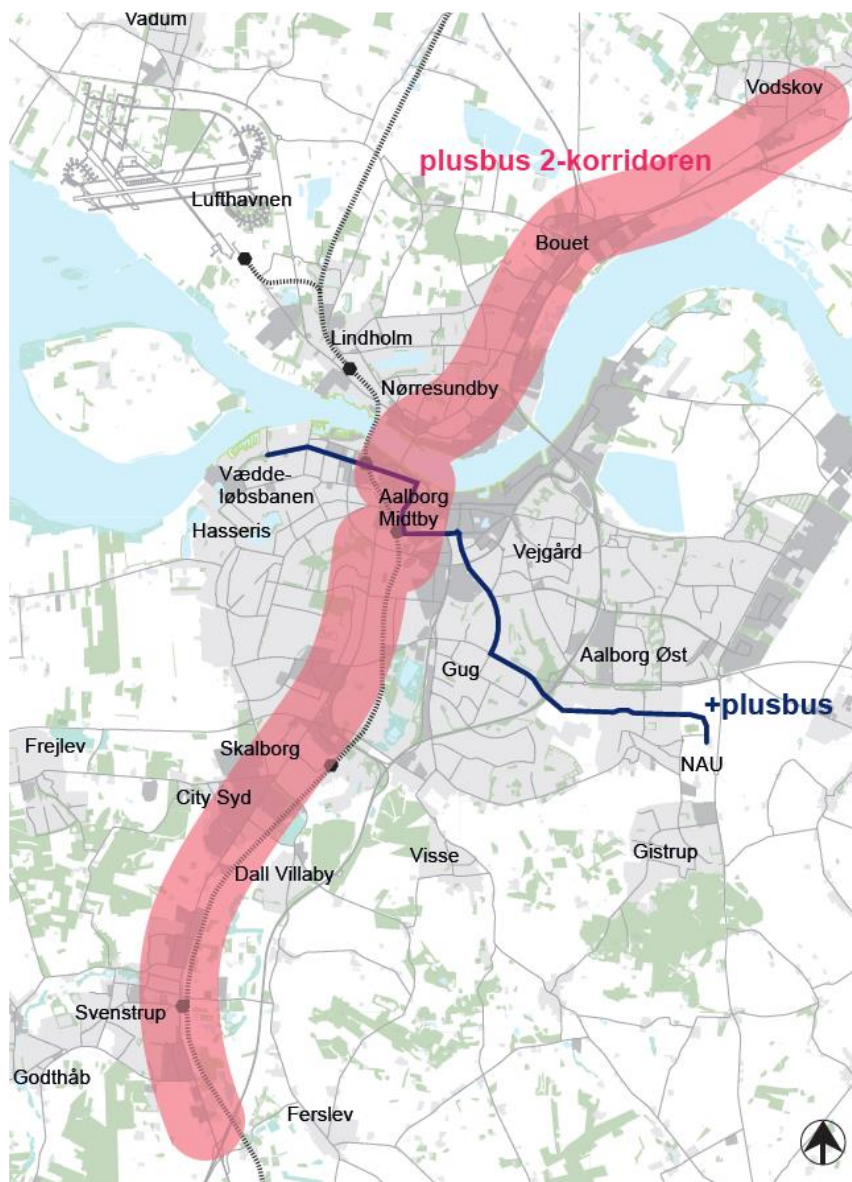 Vadum
Vodskov
plusbus 2-korridoren
Lufthavnen
Bouet
Lindholm
Nørresundby
Vædde-
løbsbanen
Aalborg
Midtby
Hasseris
Vejgård
Gug
Aalborg Øst
+plusbus
Frejlev
Skalborg
NAU
City Syd
Visse
Gistrup
Dall Villaby
Svenstrup
Godthåb
Ferslev